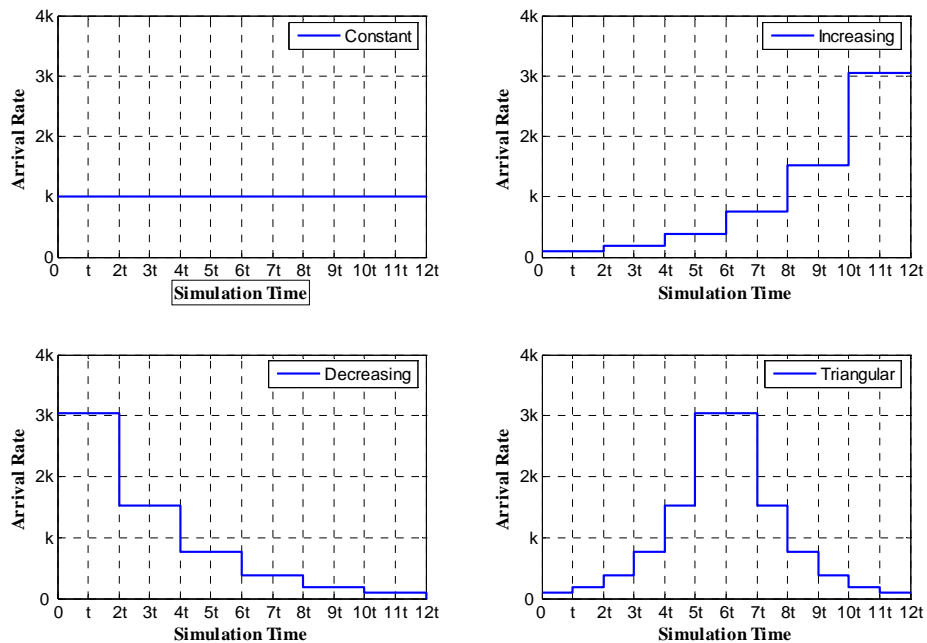 4k
3k
2k
k
0
Arrival Rate
Constant
0 t 2t 3t 4t 5t 6t 7t 8t 9t 10t 11t 12t
Simulation Time
4k
3k
2k
k
0
Arrival Rate
Increasing
0 t 2t 3t 4t 5t 6t 7t 8t 9t 10t 11t 12t
Simulation Time
4k
3k
2k
k
0
Arrival Rate
Decreasing
0 t 2t 3t 4t 5t 6t 7t 8t 9t 10t 11t 12t
Simulation Time
4k
3k
2k
k
0
Arrival Rate
Triangular
0 t 2t 3t 4t 5t 6t 7t 8t 9t 10t 11t 12t
Simulation Time